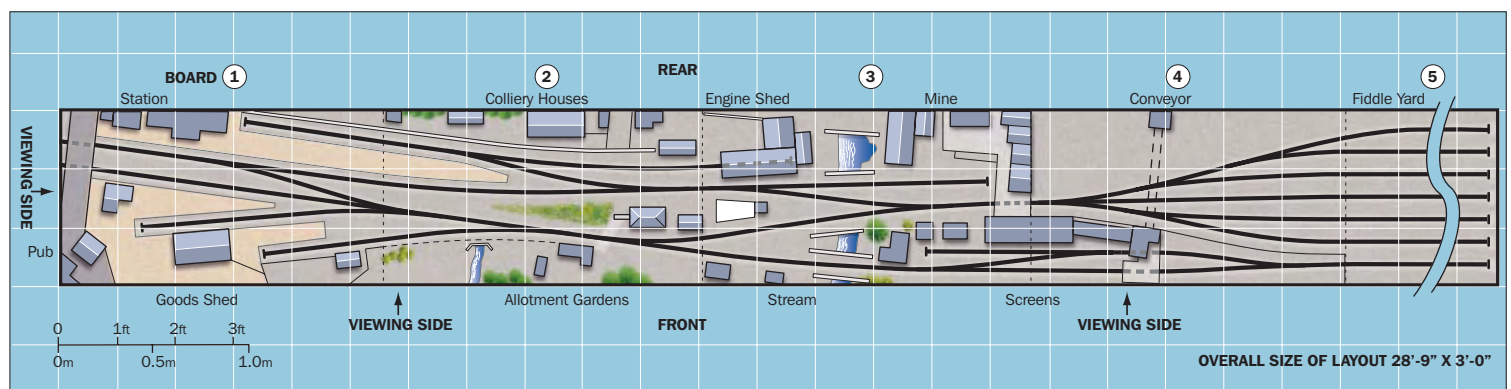 BOARD 1
2
REAR
3
4
5
Station
Colliery Houses
Engine Shed
Mine
Conveyor
Fiddle Yard
VIEWING SIDE
Pub
Goods Shed
Allotment Gardens
Stream
Screens
VIEWING SIDE
FRONT
VIEWING SIDE
0 1ft 2ft 3ft
0m 0.5m 1.0m
OVERALL SIZE OF LAYOUT 28'-9" X 3'-0"